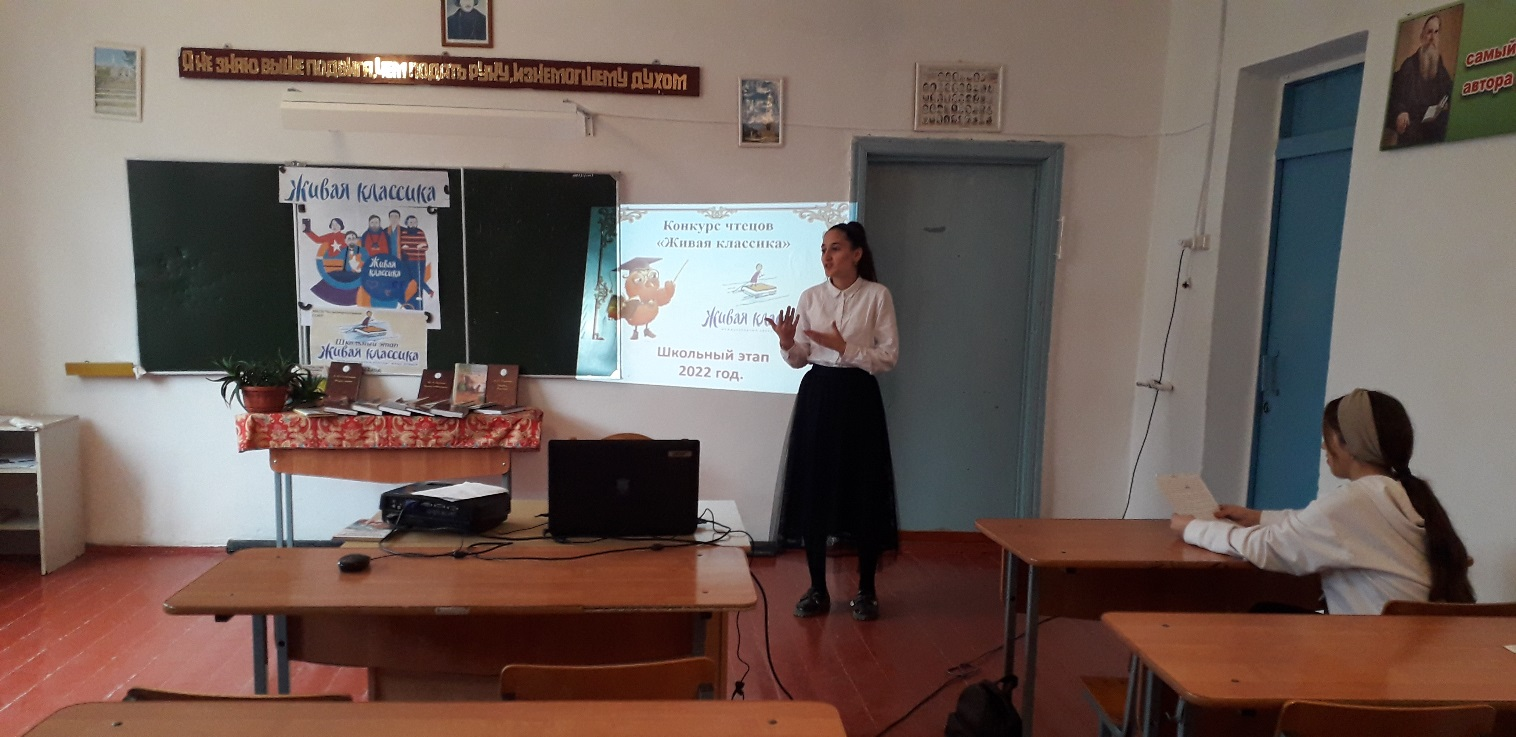 Я НЕ ЗНАЮ ВЫШЕ ПОДВИГА, ЧЕМ ПОДАТЬ РУКУ, ИЗНЕМОГШЕМУ ДУХОМ
самый
автора
Живая классика
Живая
классика
Школьный этап
Живая классика
Конкурс чтецов
«Живая классика»
Живая
Школьный этап
2022 год.